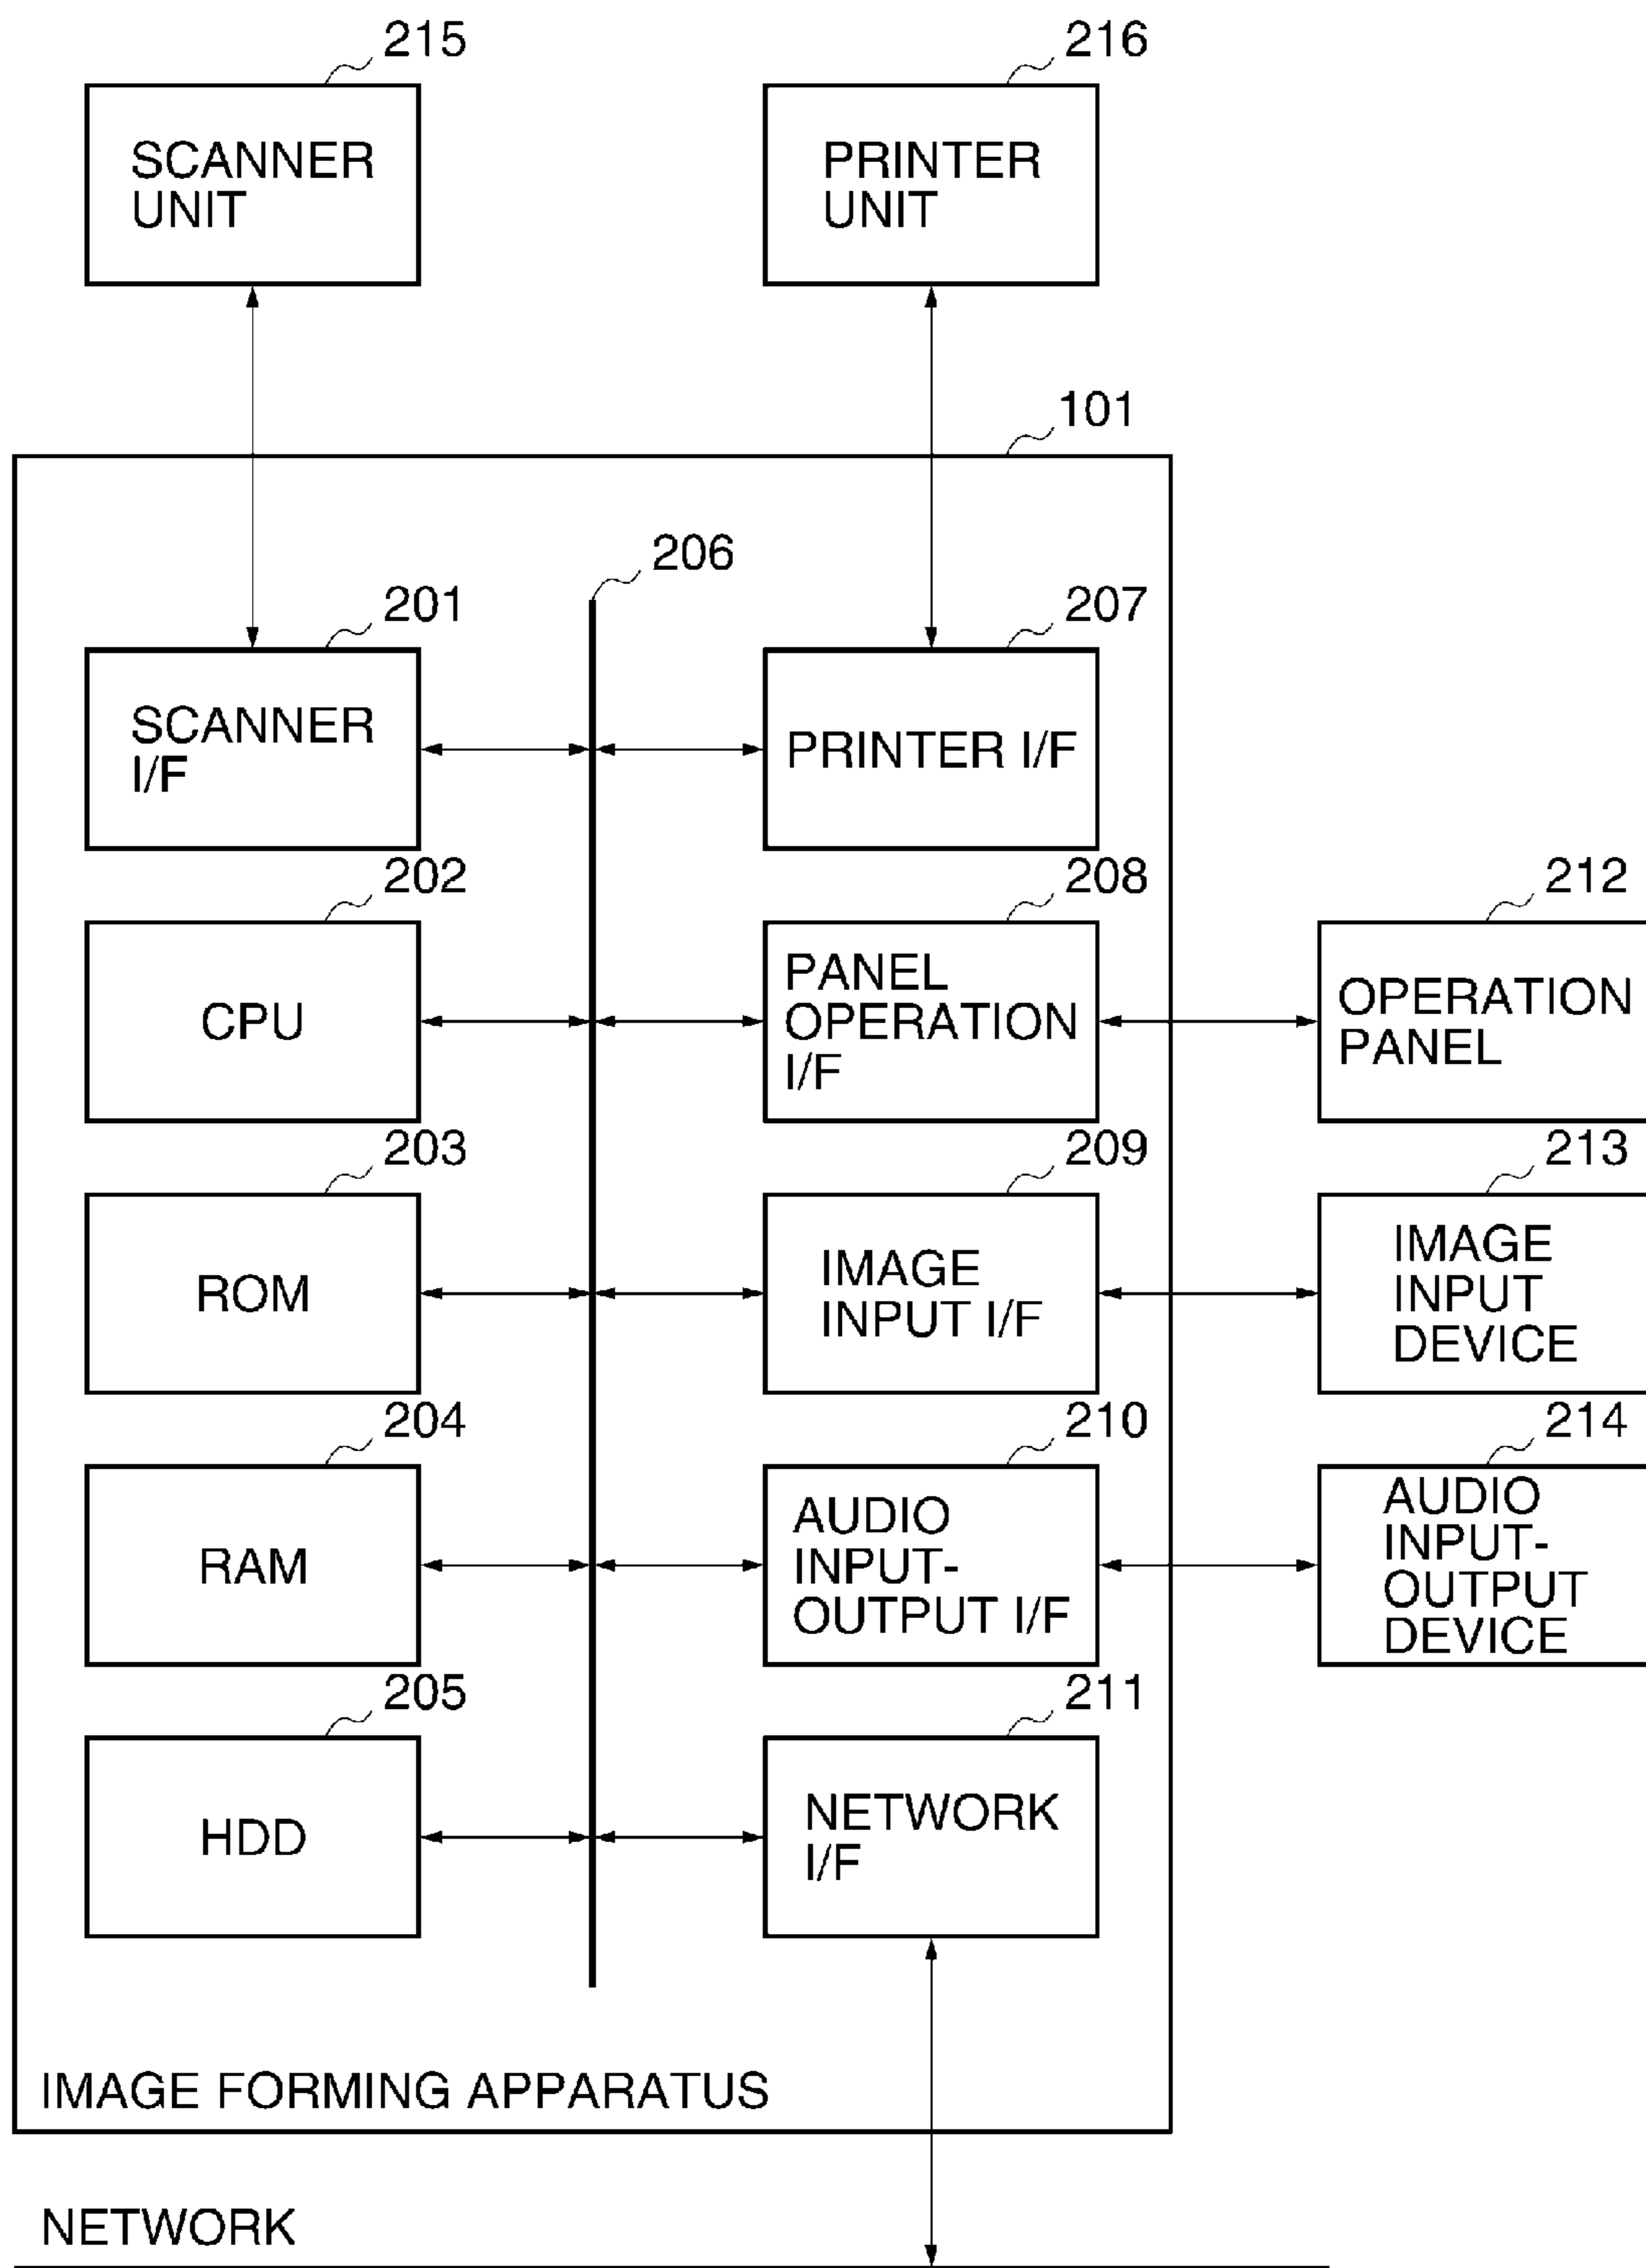 215
216
SCANNER
UNIT
PRINTER
UNIT
101
206
201
207
SCANNER
I/F
PRINTER I/F
202
208
212
CPU
PANEL
OPERATION
I/F
OPERATION
PANEL
203
209
213
ROM
IMAGE
INPUT I/F
IMAGE
INPUT
DEVICE
204
210
214
RAM
AUDIO
INPUT-
OUTPUT I/F
AUDIO
INPUT-
OUTPUT
DEVICE
205
211
HDD
NETWORK
I/F
IMAGE FORMING APPARATUS
NETWORK